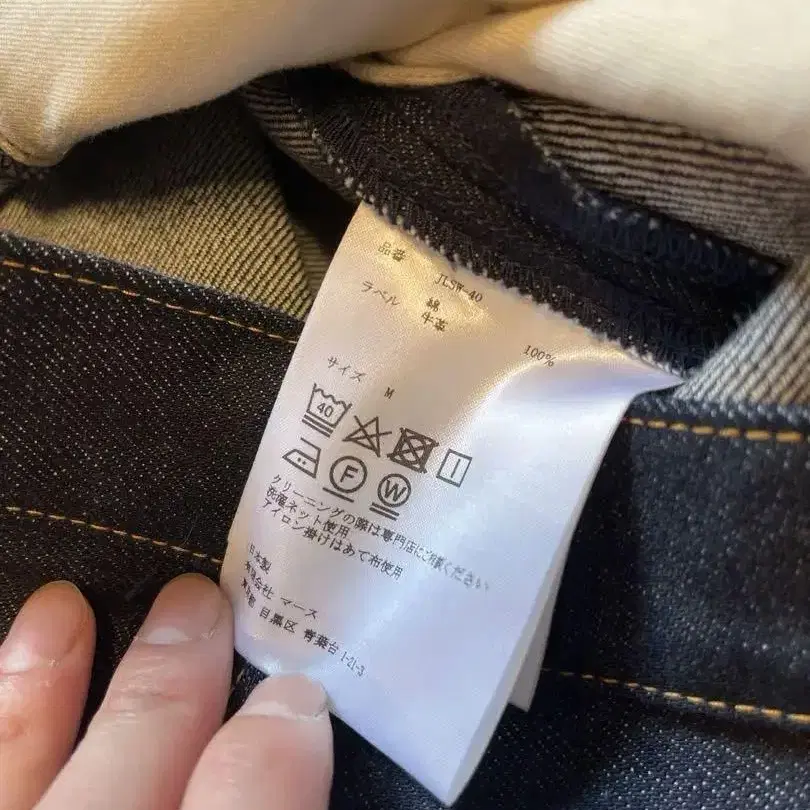 品番 JLSW-40
綿 100%
ラベル 牛革
サイズ M
40
F W
クリーニングの際は専門店にご相談ください
洗濯ネット使用
アイロン掛けはあて布使用
日本製
有限会社 マース
東京都 目黒区 青葉台 1-21-3